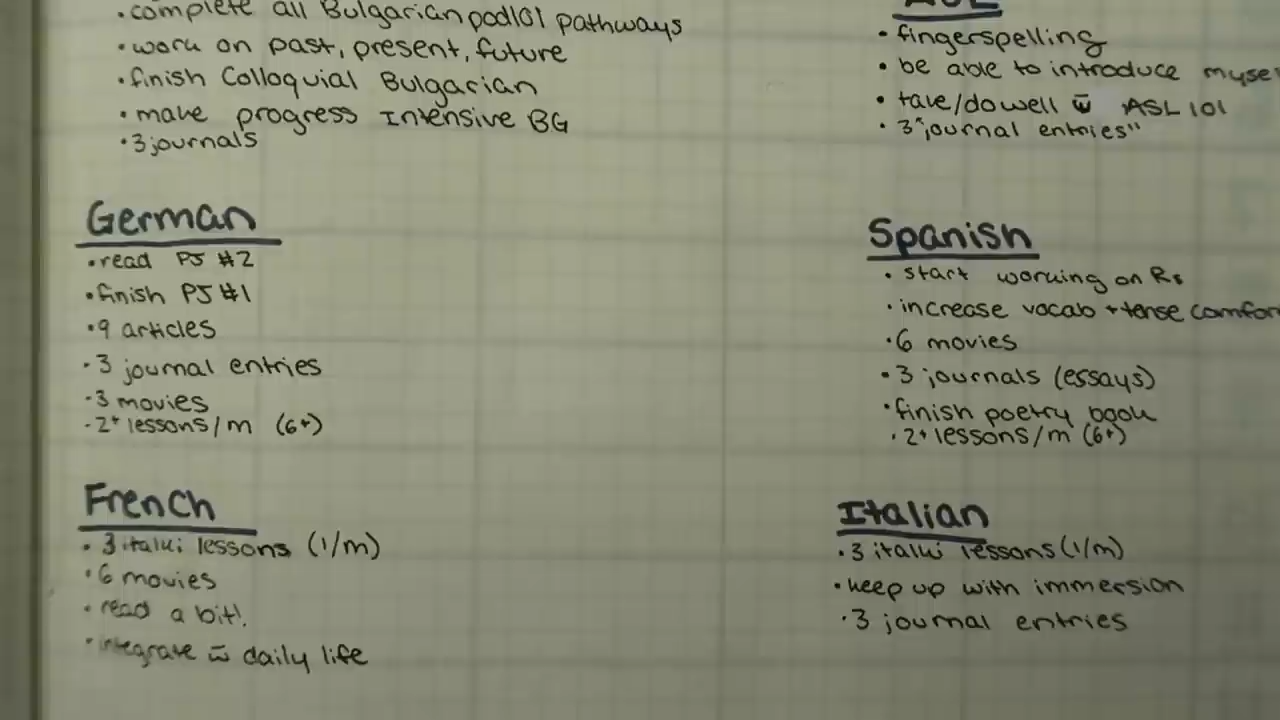 • complete all Bulgarianpod101 pathways
• work on past, present, future
• finish Colloquial Bulgarian
• make progress Intensive BG
• 3 journals
ASL
• fingerspelling
• be able to introduce myse
• take/do well w̄ ASL 101
• 3 "journal entries"
German
• read PJ #2
• finish PJ #1
• 9 articles
• 3 journal entries
• 3 movies
• 2+ lessons/m (6+)
Spanish
• start working on Rs
• increase vocab + tense comfor
• 6 movies
• 3 journals (essays)
• finish poetry book
• 2+ lessons/m (6+)
French
• 3 italki lessons (1/m)
• 6 movies
• read a bit!
• integrate w̄ daily life
Italian
• 3 italki lessons (1/m)
• keep up with immersion
• 3 journal entries